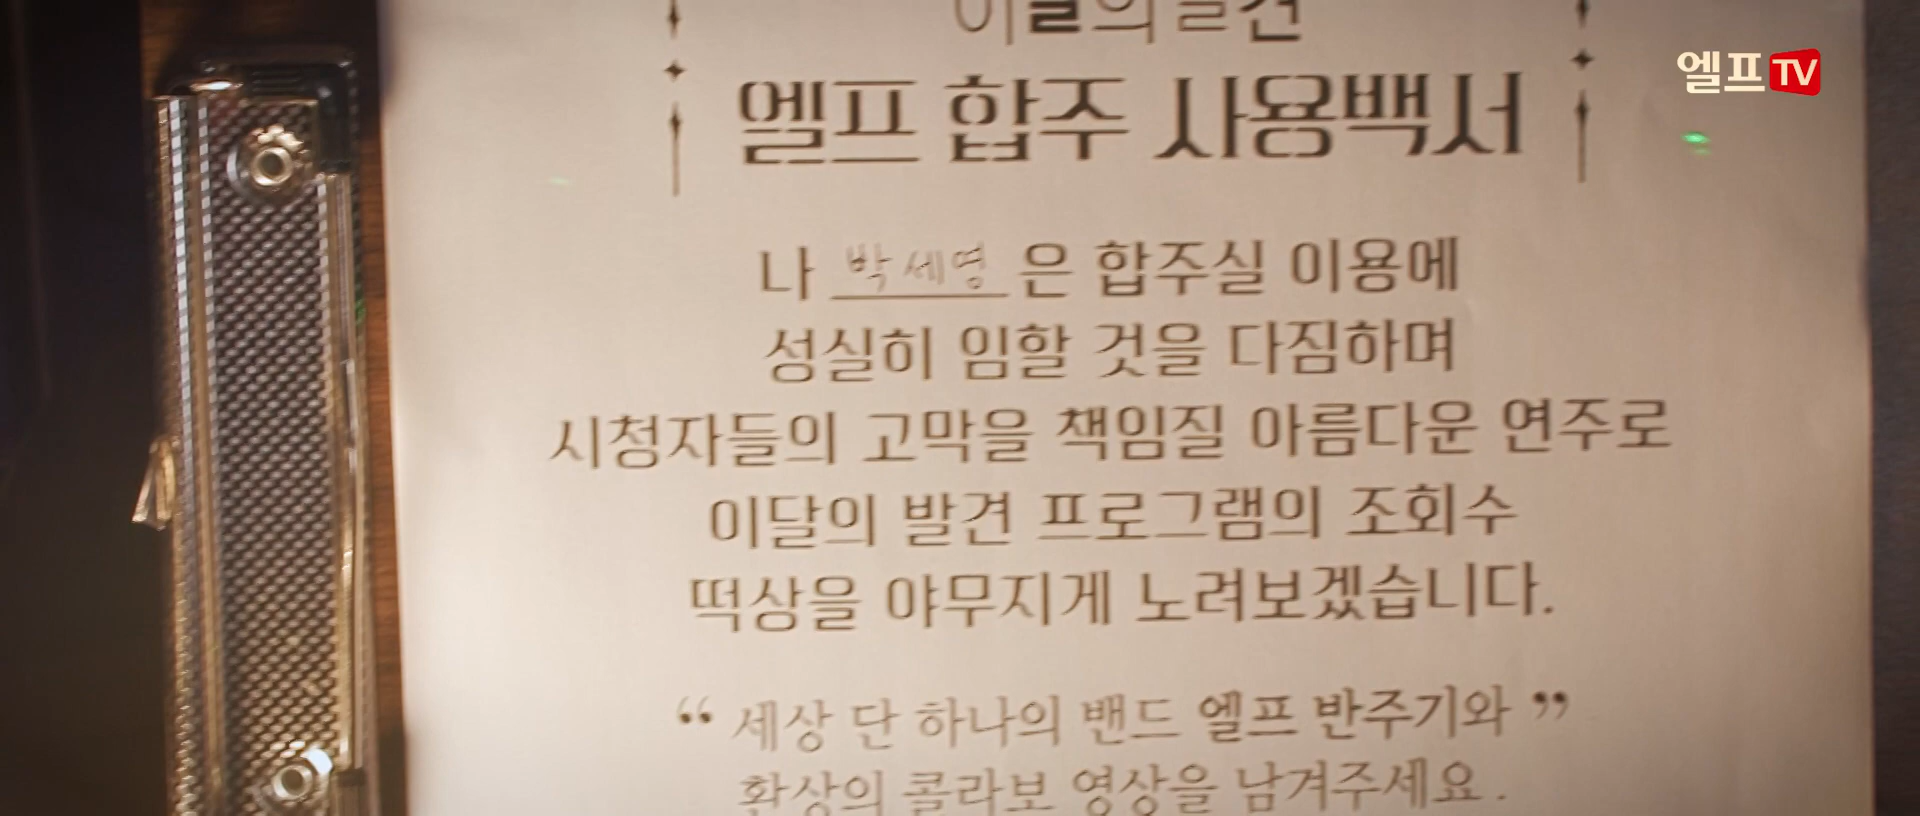 이달의 발견
엘프 합주 사용백서
엘프TV
나 박세영 은 합주실 이용에
성실히 임할 것을 다짐하며
시청자들의 고막을 책임질 아름다운 연주로
이달의 발견 프로그램의 조회수
떡상을 야무지게 노려보겠습니다.
“ 세상 단 하나의 밴드 엘프 반주기와 ”
환상의 콜라보 영상을 남겨주세요.